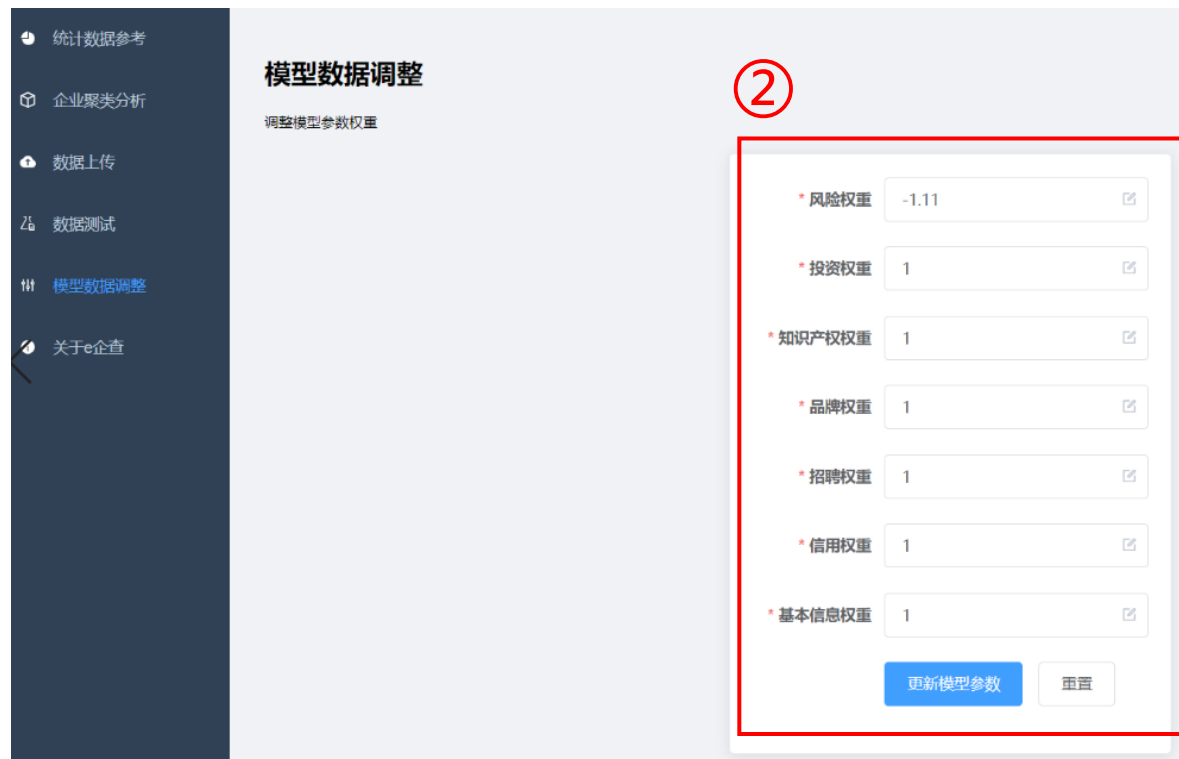 统计数据参考
企业聚类分析
数据上传
数据测试
模型数据调整
关于e企查
模型数据调整
调整模型参数权重
②
* 风险权重 -1.11
* 投资权重 1
* 知识产权权重 1
* 品牌权重 1
* 招聘权重 1
* 信用权重 1
* 基本信息权重 1
更新模型参数 重置